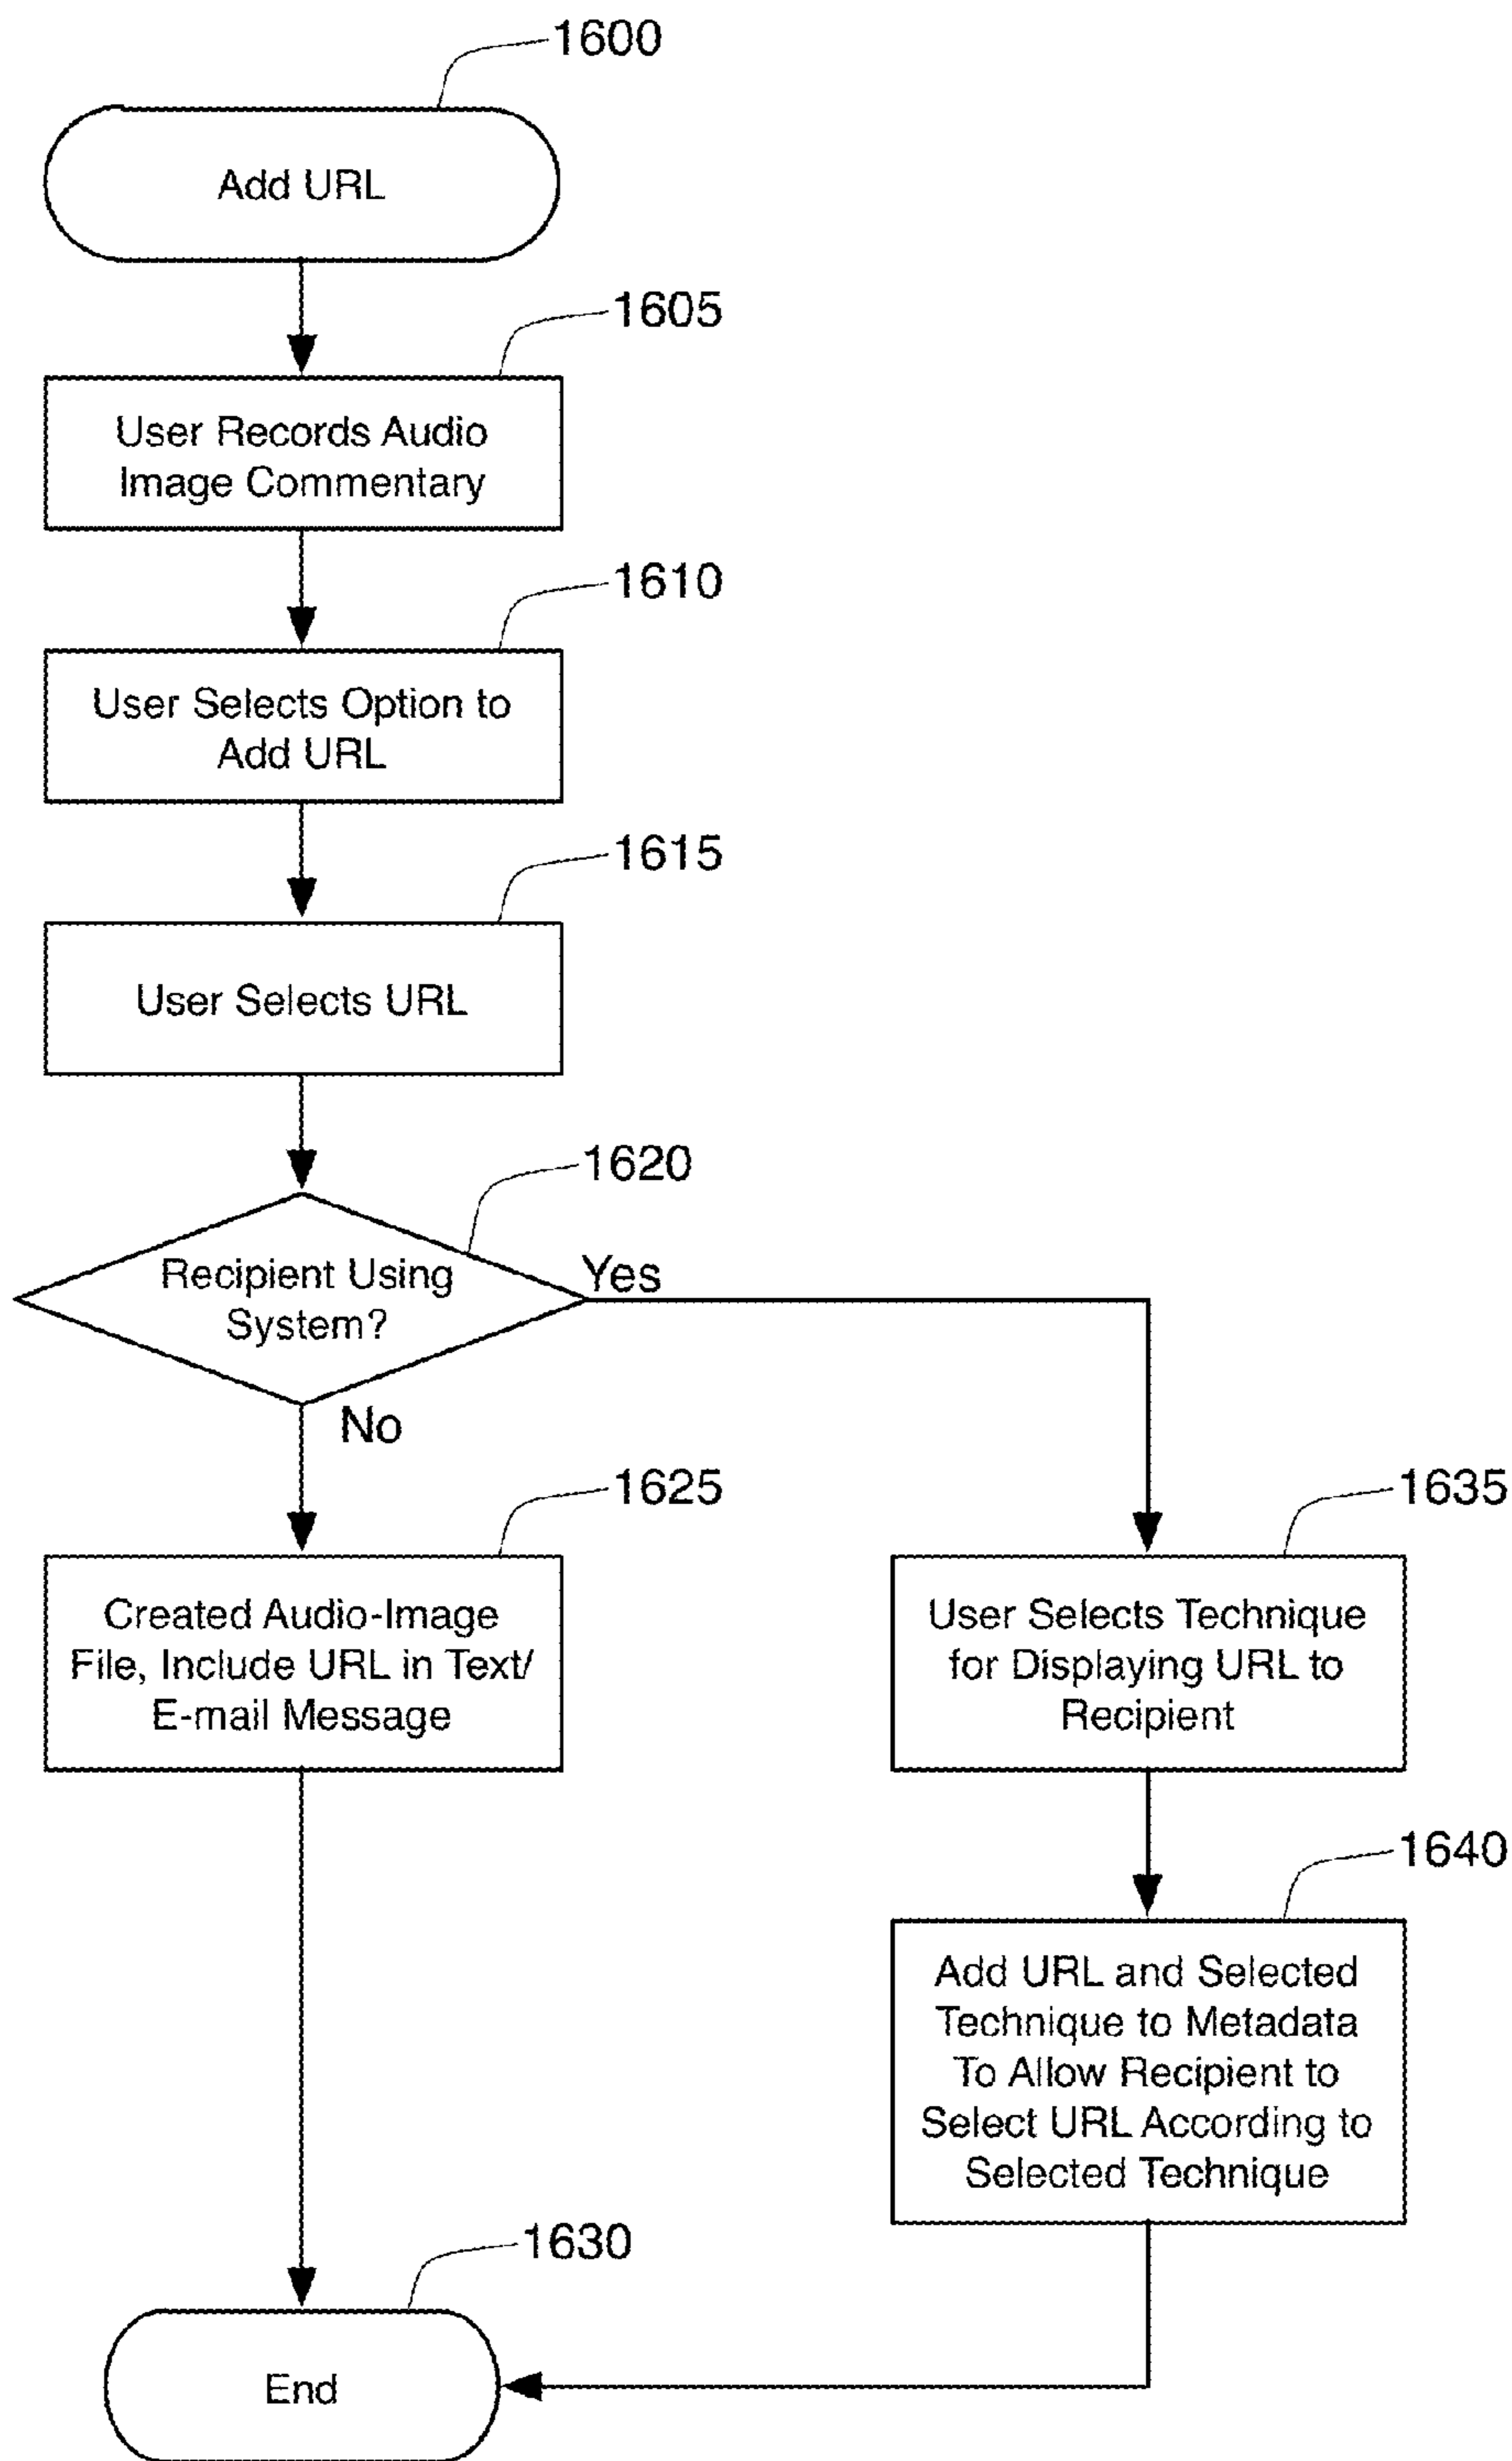 1600
Add URL
1605
User Records Audio
Image Commentary
1610
User Selects Option to
Add URL
1615
User Selects URL
1620
Recipient Using
System?
Yes
No
1625
Created Audio-Image
File, Include URL in Text/
E-mail Message
1635
User Selects Technique
for Displaying URL to
Recipient
1640
Add URL and Selected
Technique to Metadata
To Allow Recipient to
Select URL According to
Selected Technique
1630
End